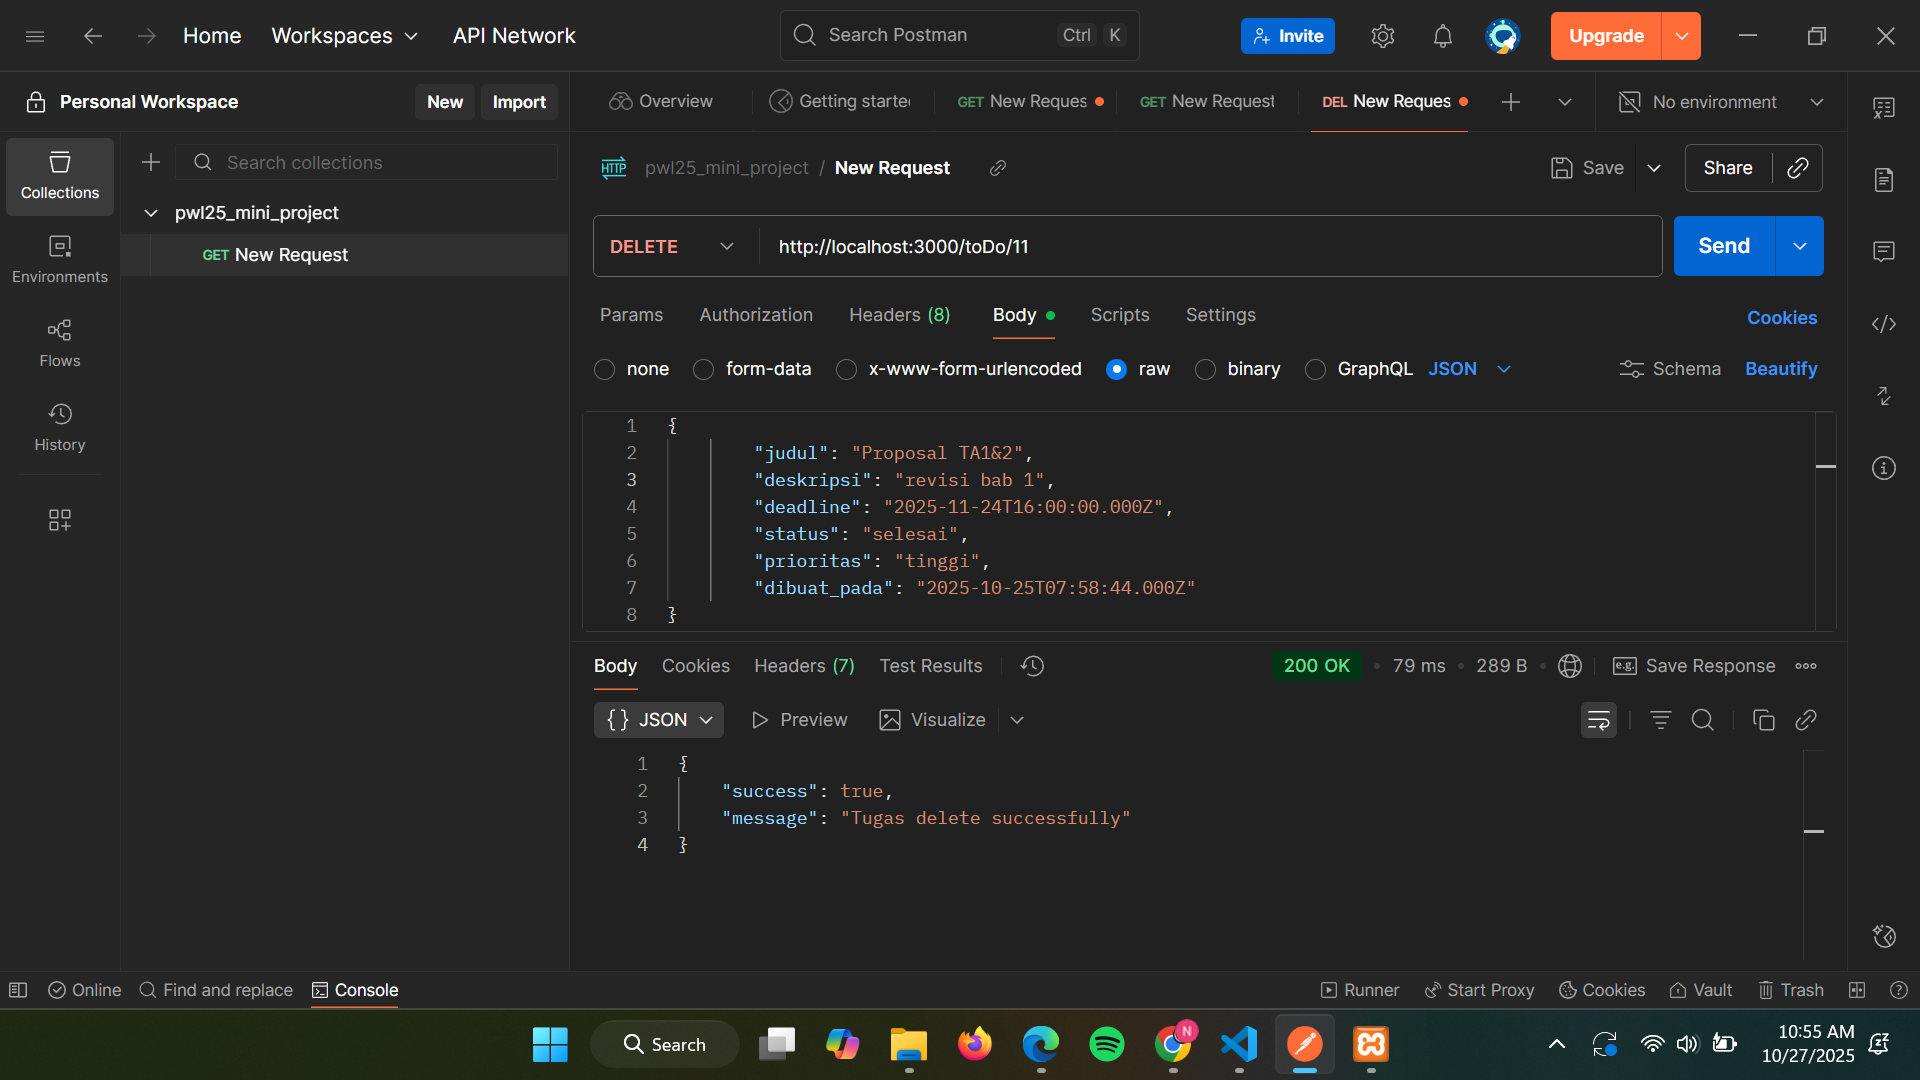 Home
Workspaces
API Network
Search Postman
Ctrl
K
Invite
Upgrade
Personal Workspace
New
Import
Overview
Getting starte
GET New Reques
GET New Request
DEL New Reques
No environment
Collections
Environments
Flows
History
Search collections
pwl25_mini_project
GET New Request
HTTP
pwl25_mini_project / New Request
Save
Share
DELETE
http://localhost:3000/toDo/11
Send
Params
Authorization
Headers (8)
Body
Scripts
Settings
Cookies
none
form-data
x-www-form-urlencoded
raw
binary
GraphQL
JSON
Schema
Beautify
1 {
2 "judul": "Proposal TA1&2",
3 "deskripsi": "revisi bab 1",
4 "deadline": "2025-11-24T16:00:00.000Z",
5 "status": "selesai",
6 "prioritas": "tinggi",
7 "dibuat_pada": "2025-10-25T07:58:44.000Z"
8 }
Body
Cookies
Headers (7)
Test Results
200 OK
79 ms
289 B
e.g. Save Response
{} JSON
Preview
Visualize
1 {
2 "success": true,
3 "message": "Tugas delete successfully"
4 }
Online
Find and replace
Console
Runner
Start Proxy
Cookies
Vault
Trash
Search
N
10:55 AM
10/27/2025